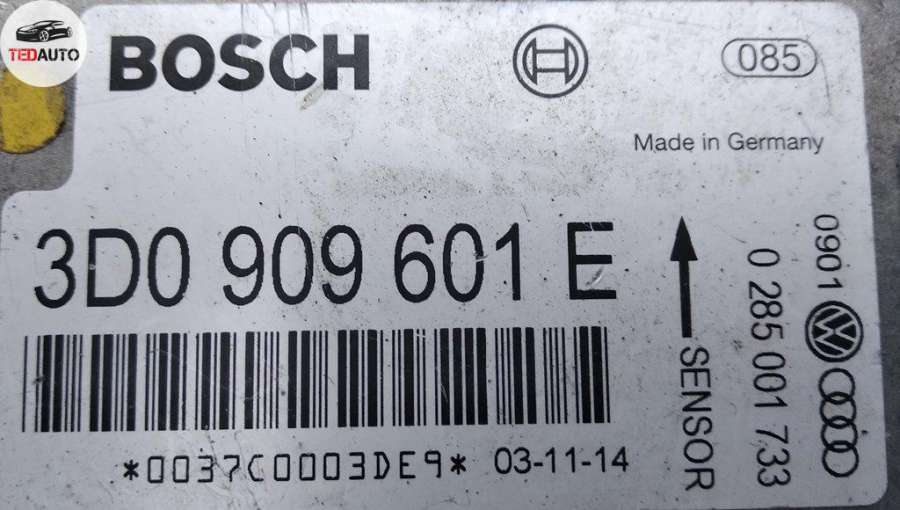 TEDAUTO
BOSCH
085
Made in Germany
3D0 909 601 E
*0037C0003DE9* 03-11-14
SENSOR
0 285 001 733
0901